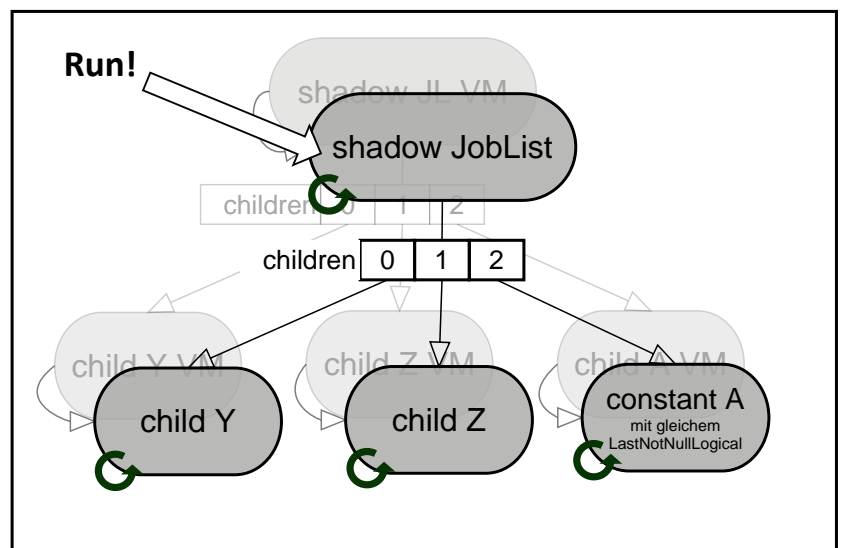 Run!
shadow JL VM
shadow JobList
children 0 1 2
children 0 1 2
child Y VM
child Z VM
child A VM
child Y
child Z
constant A
mit gleichem
LastNotNullLogical